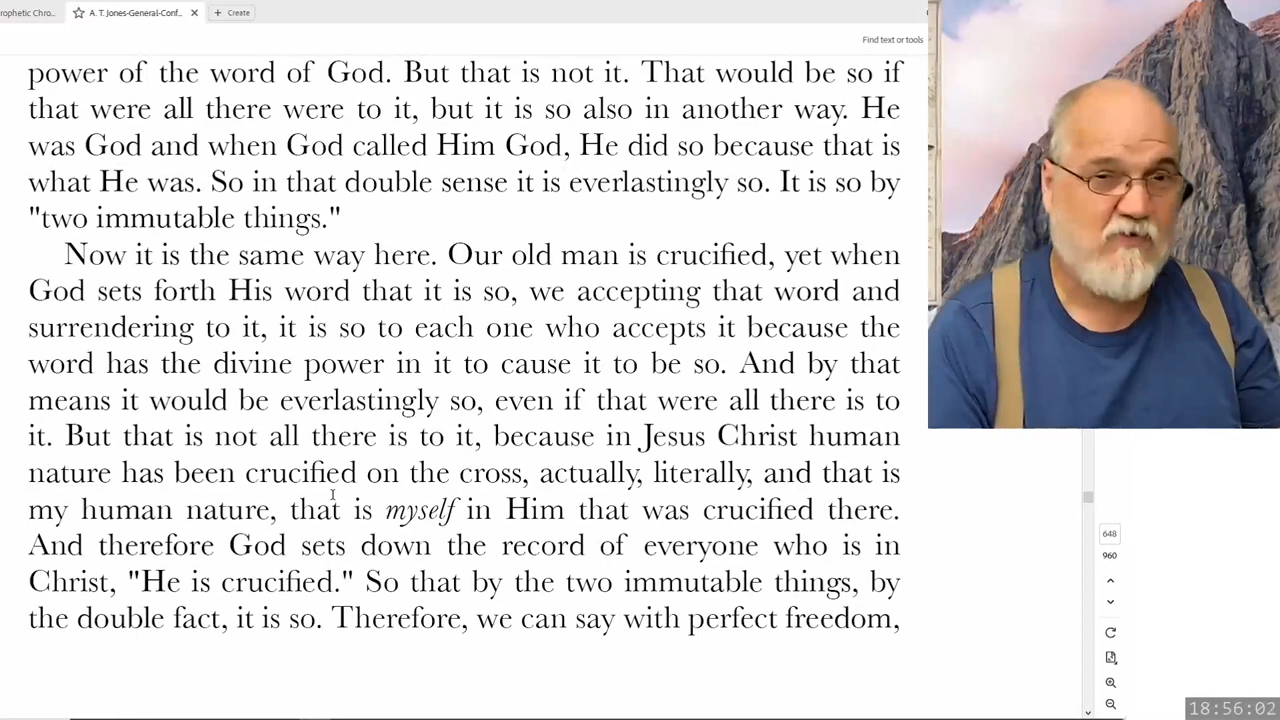 rophetic Chro...
A. T. Jones-General-Conf...
Create
Find text or tools
power of the word of God. But that is not it. That would be so if
that were all there were to it, but it is so also in another way. He
was God and when God called Him God, He did so because that is
what He was. So in that double sense it is everlastingly so. It is so by
"two immutable things."
Now it is the same way here. Our old man is crucified, yet when
God sets forth His word that it is so, we accepting that word and
surrendering to it, it is so to each one who accepts it because the
word has the divine power in it to cause it to be so. And by that
means it would be everlastingly so, even if that were all there is to
it. But that is not all there is to it, because in Jesus Christ human
nature has been crucified on the cross, actually, literally, and that is
my human nature, that is myself in Him that was crucified there.
And therefore God sets down the record of everyone who is in
Christ, "He is crucified." So that by the two immutable things, by
the double fact, it is so. Therefore, we can say with perfect freedom,
648
960
18:56:02